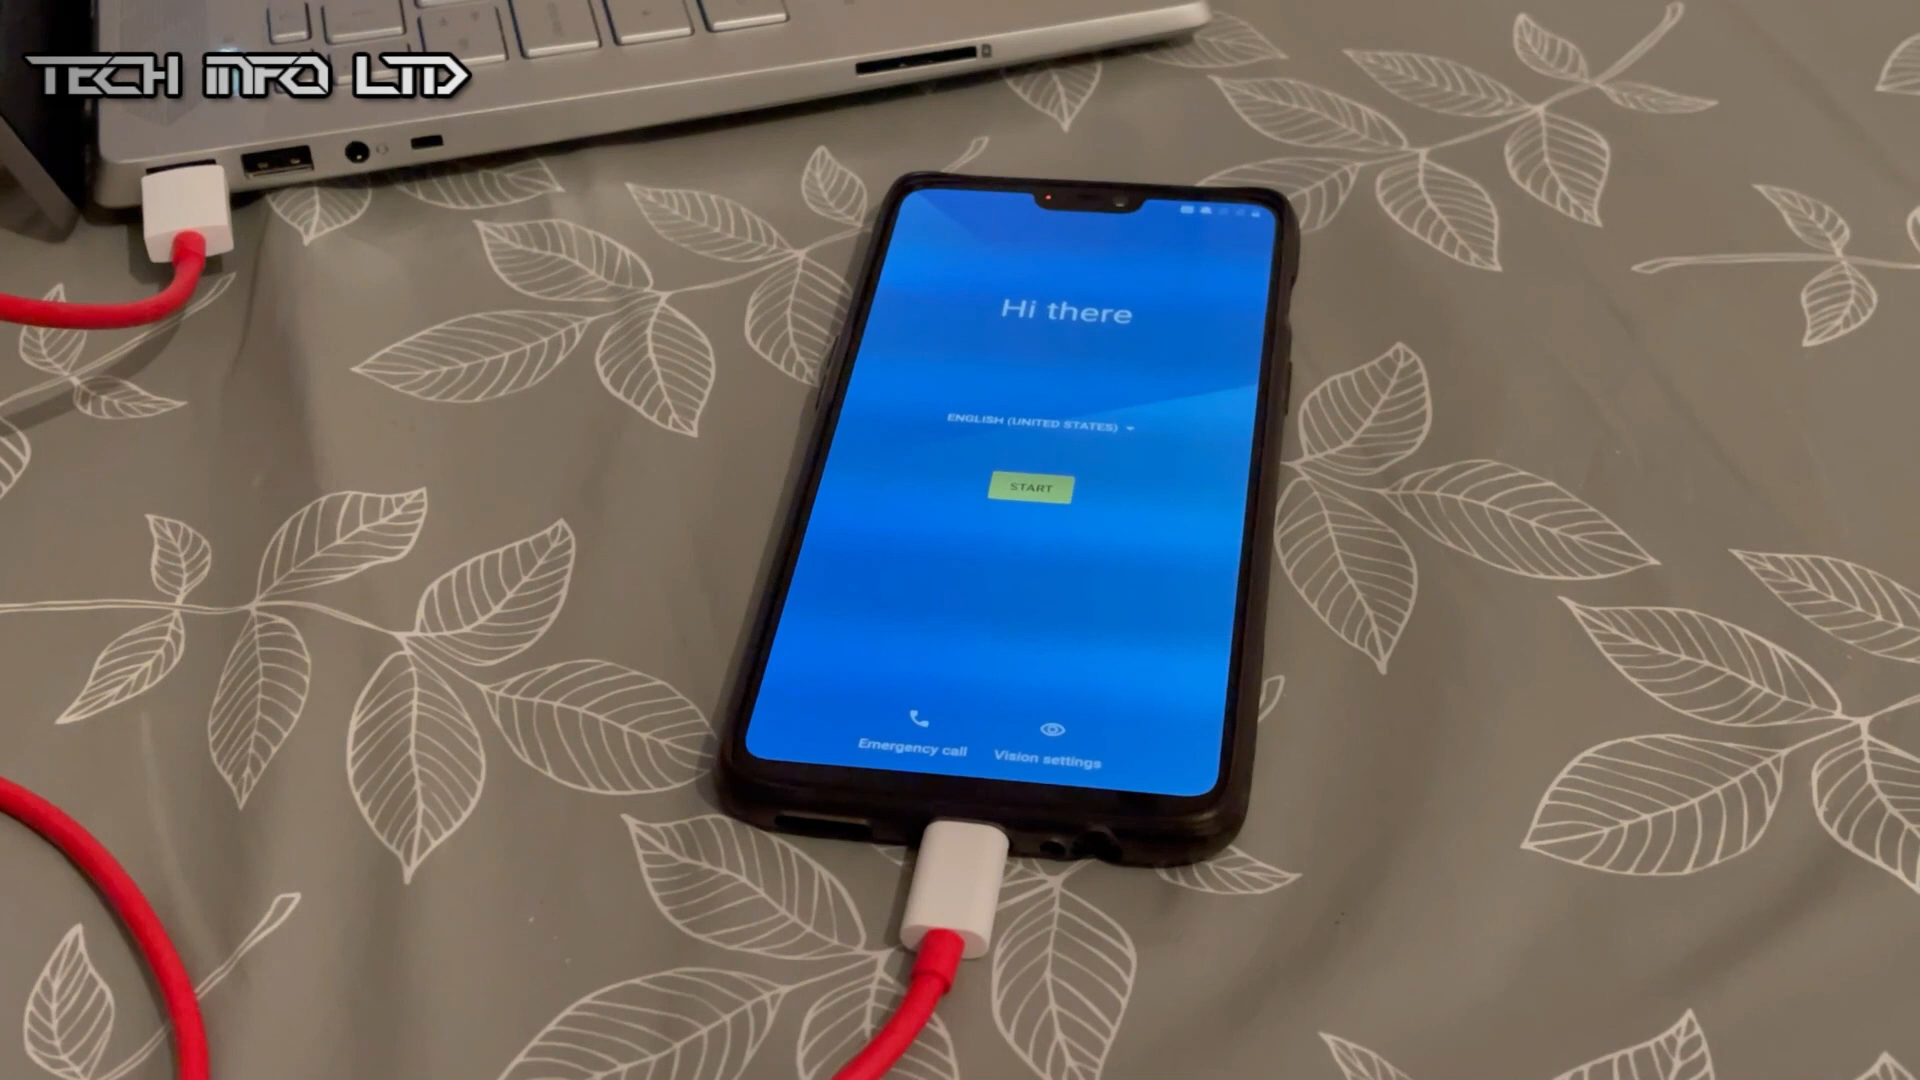 TECH INFO LTD
Hi there
ENGLISH (UNITED STATES)
START
Emergency call
Vision settings